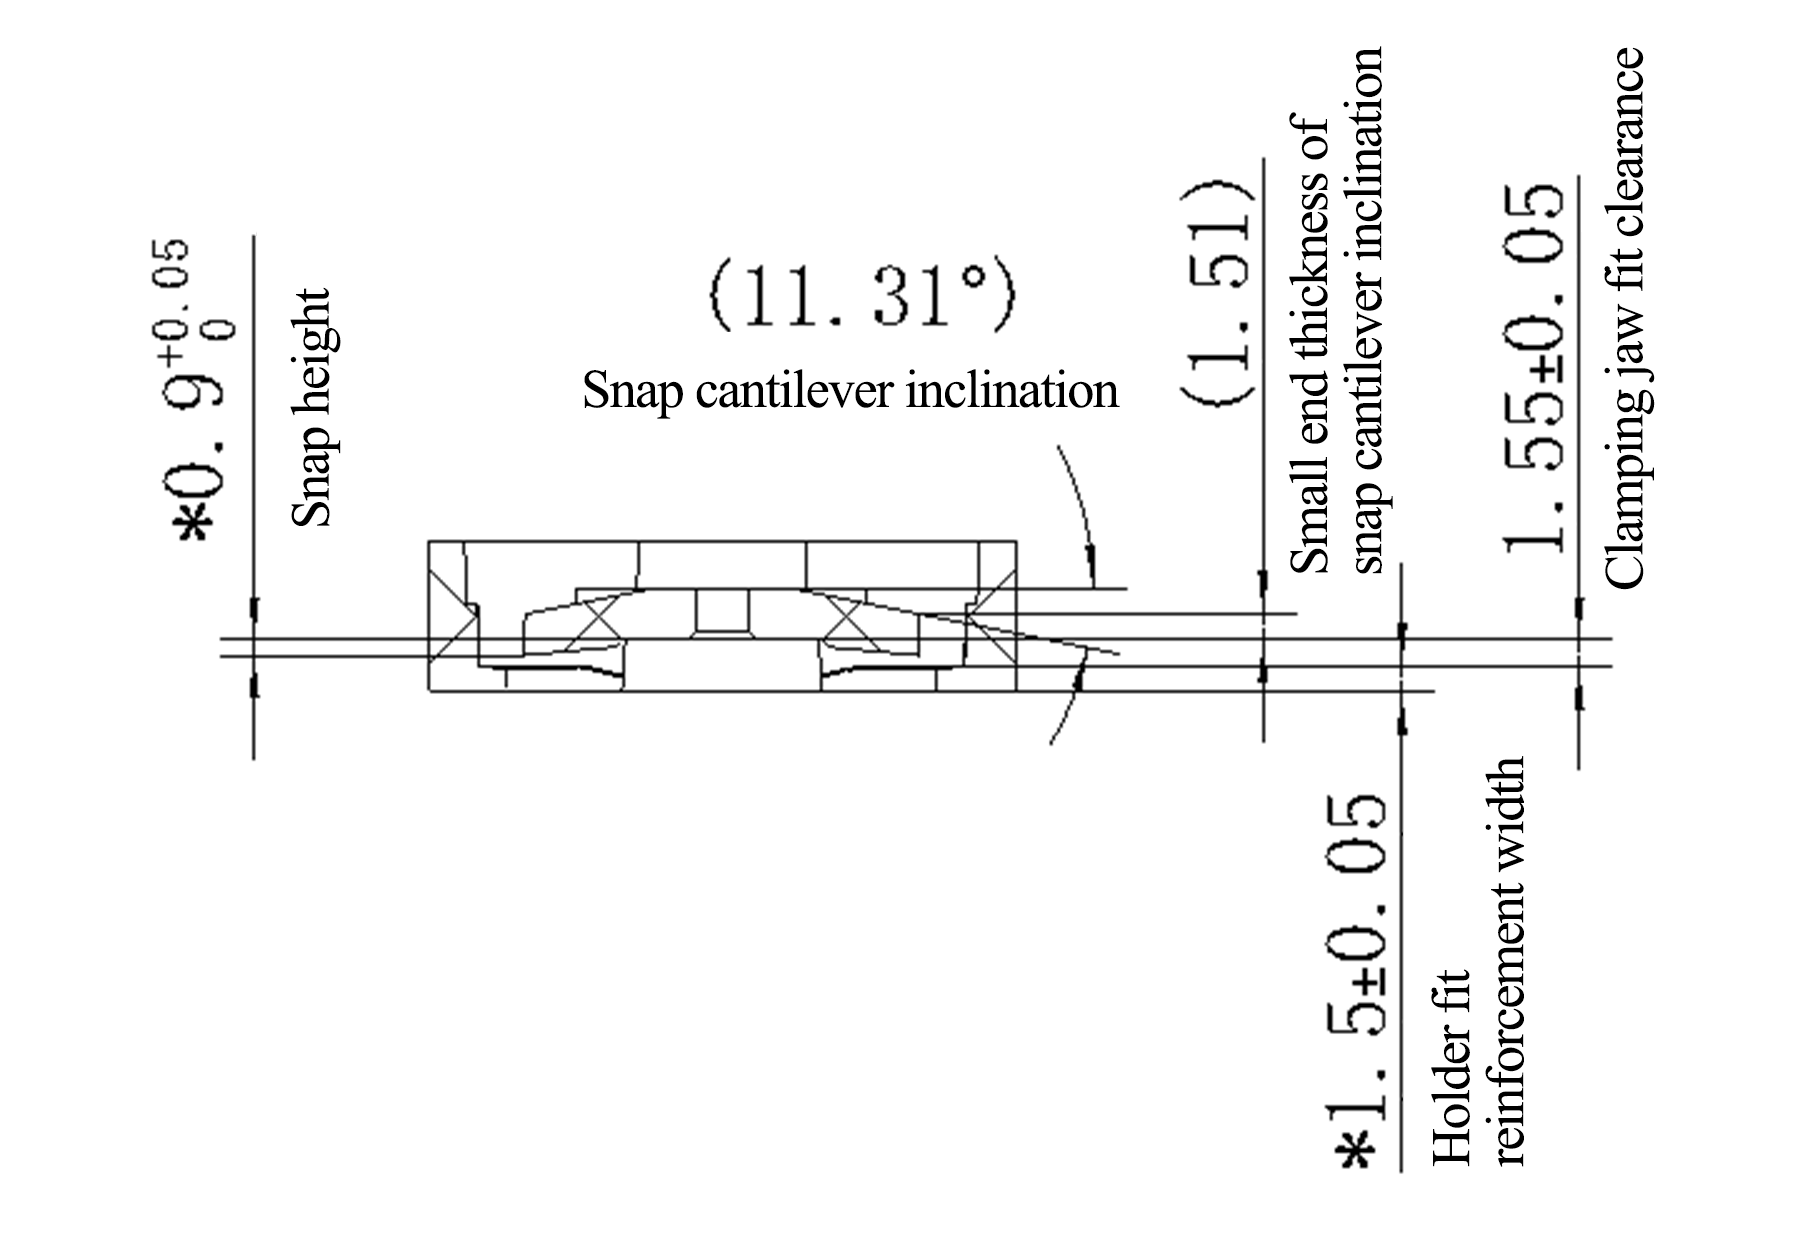 *0.9+0.05
0
Snap height
(11.31°)
Snap cantilever inclination
(1.51)
Small end thickness of
snap cantilever inclination
1.55±0.05
Clamping jaw fit clearance
*1.5±0.05
Holder fit
reinforcement width